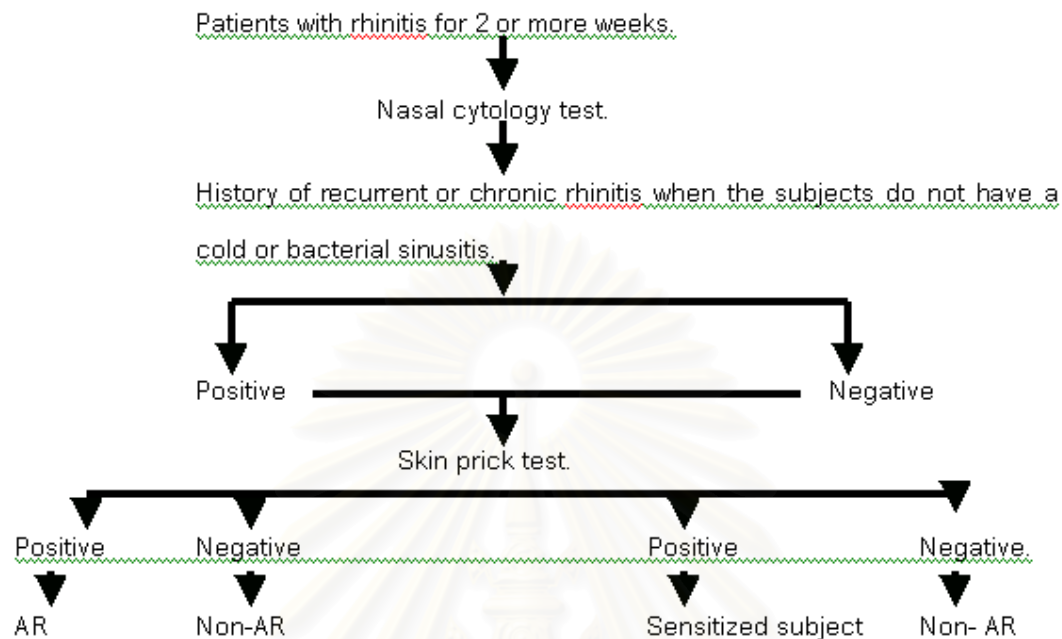 Patients with rhinitis for 2 or more weeks.
Nasal cytology test.
History of recurrent or chronic rhinitis when the subjects do not have a
cold or bacterial sinusitis.
Positive Negative
Skin prick test.
Positive Negative Positive Negative.
AR Non-AR Sensitized subject Non- AR